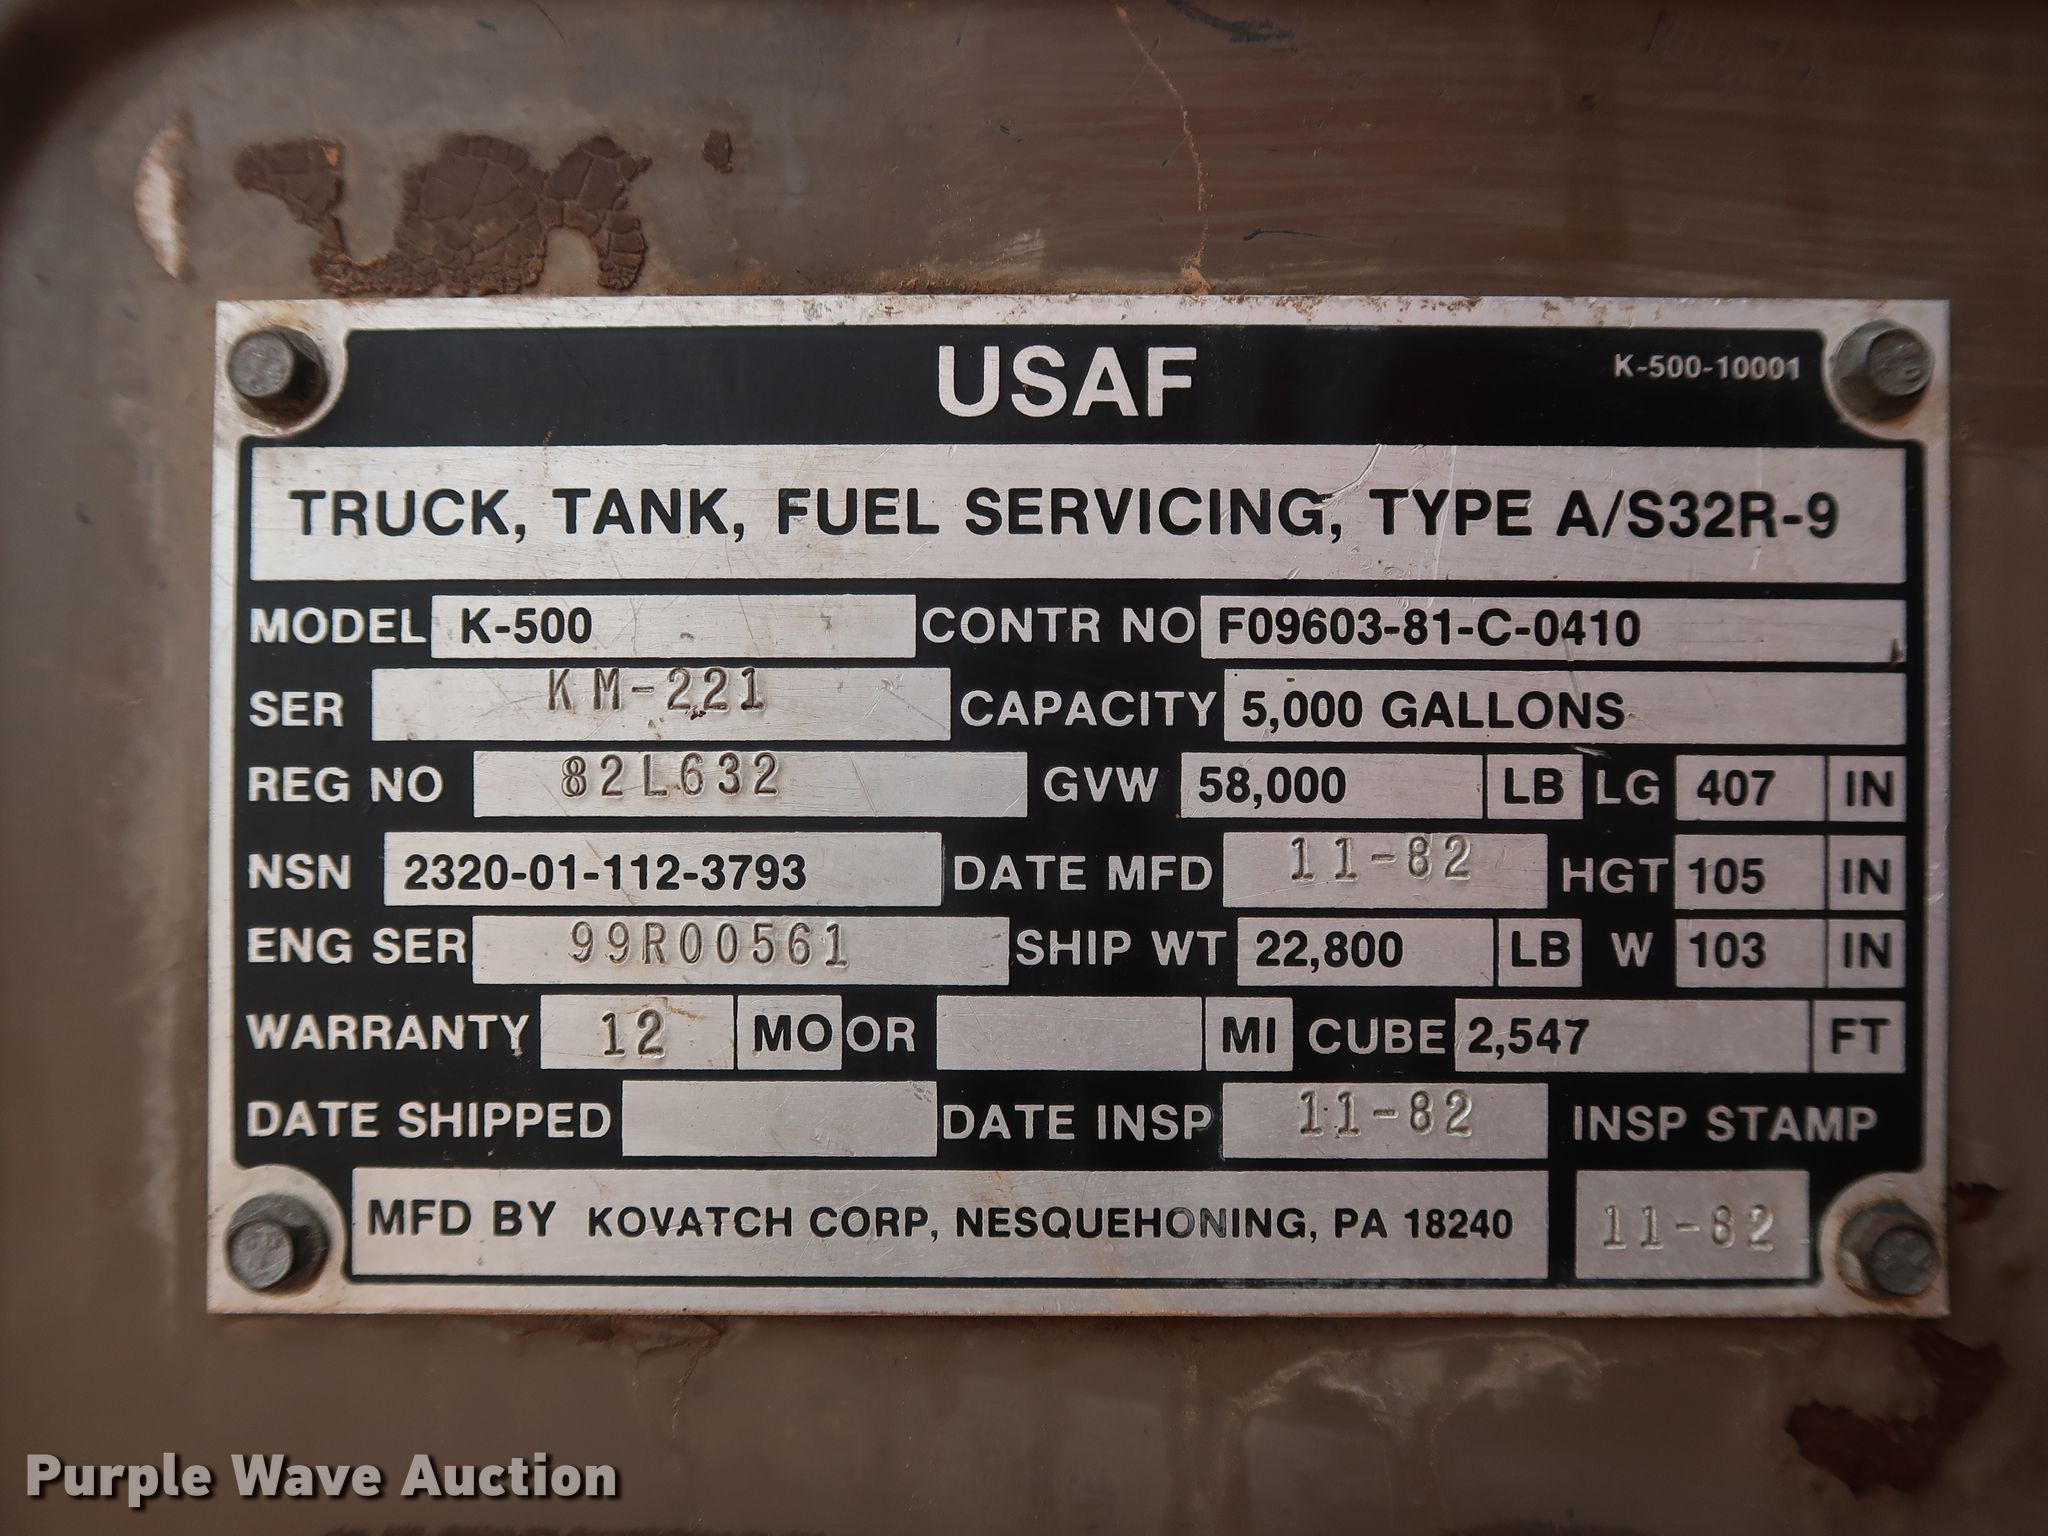 USAF
K-500-10001
TRUCK, TANK, FUEL SERVICING, TYPE A/S32R-9
MODEL K-500 CONTR NO F09603-81-C-0410
SER KM-221 CAPACITY 5,000 GALLONS
REG NO 82L632 GVW 58,000 LB LG 407 IN
NSN 2320-01-112-3793 DATE MFD 11-82 HGT 105 IN
ENG SER 99R00561 SHIP WT 22,800 LB W 103 IN
WARRANTY 12 MO OR MI CUBE 2,547 FT
DATE SHIPPED DATE INSP 11-82 INSP STAMP
MFD BY KOVATCH CORP, NESQUEHONING, PA 18240 11-82
Purple Wave Auction